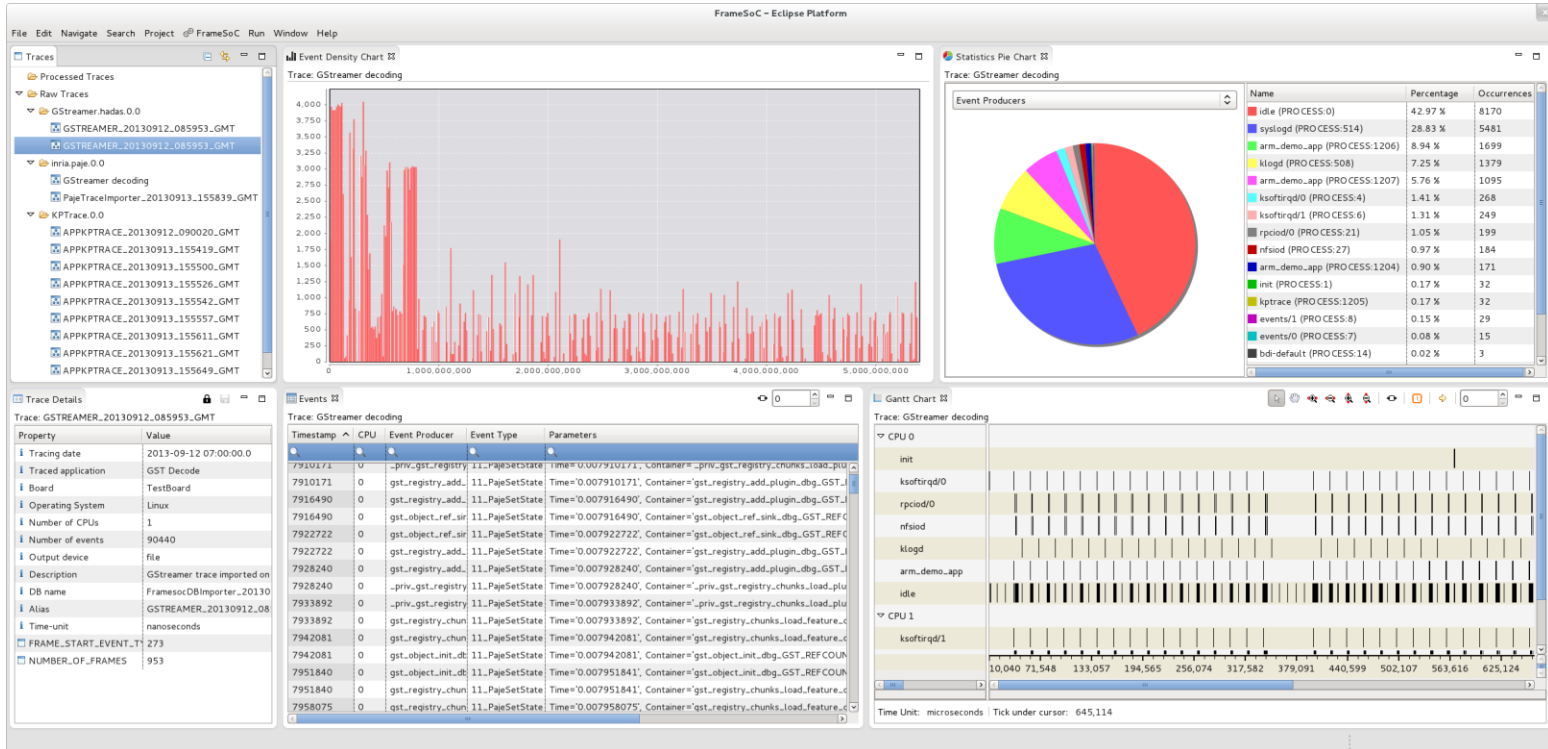 FrameSoC - Eclipse Platform
File Edit Navigate Search Project FrameSoC Run Window Help
Traces
Processed Traces
Raw Traces
GStreamer.hadas.0.0
GSTREAMER_20130912_085953_GMT
GSTREAMER_20130912_085953_GMT
inria.paje.0.0
GStreamer decoding
PajeTraceImporter_20130913_155839_GMT
KPTrace.0.0
APPKPTRACE_20130912_090020_GMT
APPKPTRACE_20130913_155419_GMT
APPKPTRACE_20130913_155500_GMT
APPKPTRACE_20130913_155526_GMT
APPKPTRACE_20130913_155542_GMT
APPKPTRACE_20130913_155557_GMT
APPKPTRACE_20130913_155611_GMT
APPKPTRACE_20130913_155621_GMT
APPKPTRACE_20130913_155649_GMT
Event Density Chart
Trace: GStreamer decoding
4,000
3,750
3,500
3,250
3,000
2,750
2,500
2,250
2,000
1,750
1,500
1,250
1,000
750
500
250
0
0 1,000,000,000 2,000,000,000 3,000,000,000 4,000,000,000 5,000,000,000
Statistics Pie Chart
Trace: GStreamer decoding
Event Producers
Name Percentage Occurrences
idle (PROCESS:0) 42.97 % 8170
syslogd (PROCESS:514) 28.83 % 5481
arm_demo_app (PROCESS:1206) 8.94 % 1699
klogd (PROCESS:508) 7.25 % 1379
arm_demo_app (PROCESS:1207) 5.76 % 1095
ksoftirqd/0 (PROCESS:4) 1.41 % 268
ksoftirqd/1 (PROCESS:6) 1.31 % 249
rpciod/0 (PROCESS:21) 1.05 % 199
nfsiod (PROCESS:27) 0.97 % 184
arm_demo_app (PROCESS:1204) 0.90 % 171
init (PROCESS:1) 0.17 % 32
kptrace (PROCESS:1205) 0.17 % 32
events/1 (PROCESS:8) 0.15 % 29
events/0 (PROCESS:7) 0.08 % 15
bdi-default (PROCESS:14) 0.02 % 3
Trace Details
Trace: GSTREAMER_20130912_085953_GMT
Property Value
Tracing date 2013-09-12 07:00:00.0
Traced application GST Decode
Board TestBoard
Operating System Linux
Number of CPUs 1
Number of events 90440
Output device file
Description GStreamer trace imported on
DB name FramesocDBImporter_20130
Alias GSTREAMER_20130912_08
Time-unit nanoseconds
FRAME_START_EVENT_T 273
NUMBER_OF_FRAMES 953
Events
0
Trace: GStreamer decoding
Timestamp CPU Event Producer Event Type Parameters
7910171 0 _priv_gst_registry 11_PajeSetState Time='0.007910171', Container='_priv_gst_registry_chunks_load_plu
7910171 0 gst_registry_add_ 11_PajeSetState Time='0.007910171', Container='gst_registry_add_plugin_dbg_GST_
7916490 0 gst_registry_add_ 11_PajeSetState Time='0.007916490', Container='gst_registry_add_plugin_dbg_GST_
7916490 0 gst_object_ref_sir 11_PajeSetState Time='0.007916490', Container='gst_object_ref_sink_dbg_GST_REFC
7922722 0 gst_object_ref_sir 11_PajeSetState Time='0.007922722', Container='gst_object_ref_sink_dbg_GST_REFC
7922722 0 gst_registry_add_ 11_PajeSetState Time='0.007922722', Container='gst_registry_add_plugin_dbg_GST_
7928240 0 gst_registry_add_ 11_PajeSetState Time='0.007928240', Container='gst_registry_add_plugin_dbg_GST_
7928240 0 _priv_gst_registry 11_PajeSetState Time='0.007928240', Container='_priv_gst_registry_chunks_load_plu
7933892 0 _priv_gst_registry 11_PajeSetState Time='0.007933892', Container='_priv_gst_registry_chunks_load_plu
7933892 0 gst_registry_chun 11_PajeSetState Time='0.007933892', Container='gst_registry_chunks_load_feature_c
7942081 0 gst_registry_chun 11_PajeSetState Time='0.007942081', Container='gst_registry_chunks_load_feature_c
7942081 0 gst_object_init_db 11_PajeSetState Time='0.007942081', Container='gst_object_init_dbg_GST_REFCOUN
7951840 0 gst_object_init_db 11_PajeSetState Time='0.007951841', Container='gst_object_init_dbg_GST_REFCOUN
7951840 0 gst_registry_chun 11_PajeSetState Time='0.007951841', Container='gst_registry_chunks_load_feature_c
7958075 0 gst_registry_chun 11_PajeSetState Time='0.007958075', Container='gst_registry_chunks_load_feature_c
Gantt Chart
0
Trace: GStreamer decoding
CPU 0
init
ksoftirqd/0
rpciod/0
nfsiod
klogd
arm_demo_app
idle
CPU 1
ksoftirqd/1
10,040 71,548 133,057 194,565 256,074 317,582 379,091 440,599 502,107 563,616 625,124
Time Unit: microseconds Tick under cursor: 645,114